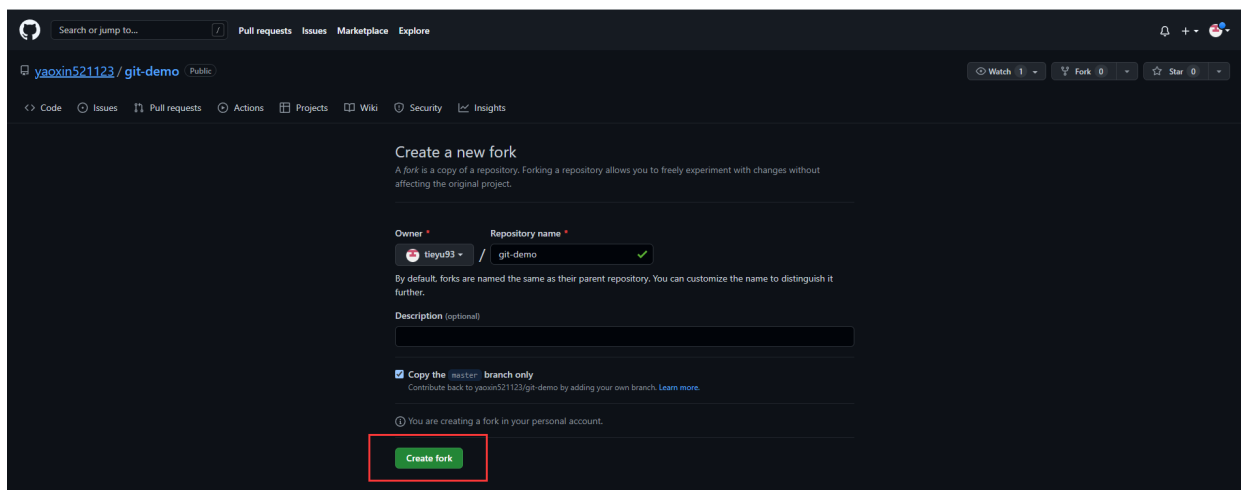 Search or jump to... / Pull requests Issues Marketplace Explore
yaoxin521123 / git-demo Public Watch 1 Fork 0 Star 0
<> Code Issues Pull requests Actions Projects Wiki Security Insights
Create a new fork
A fork is a copy of a repository. Forking a repository allows you to freely experiment with changes without
affecting the original project.
Owner * Repository name *
tieyu93 / git-demo
By default, forks are named the same as their parent repository. You can customize the name to distinguish it
further.
Description (optional)
Copy the master branch only
Contribute back to yaoxin521123/git-demo by adding your own branch. Learn more.
You are creating a fork in your personal account.
Create fork